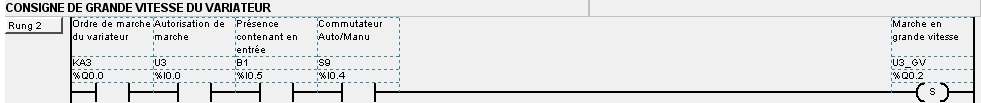 CONSIGNE DE GRANDE VITESSE DU VARIATEUR
Rung 2
Ordre de marche du variateur
KA3
%Q0.0
Autorisation de marche
U3
%I0.0
Présence contenant en entrée
B1
%I0.5
Commutateur Auto/Manu
S9
%I0.4
Marche en grande vitesse
U3_GV
%Q0.2
S